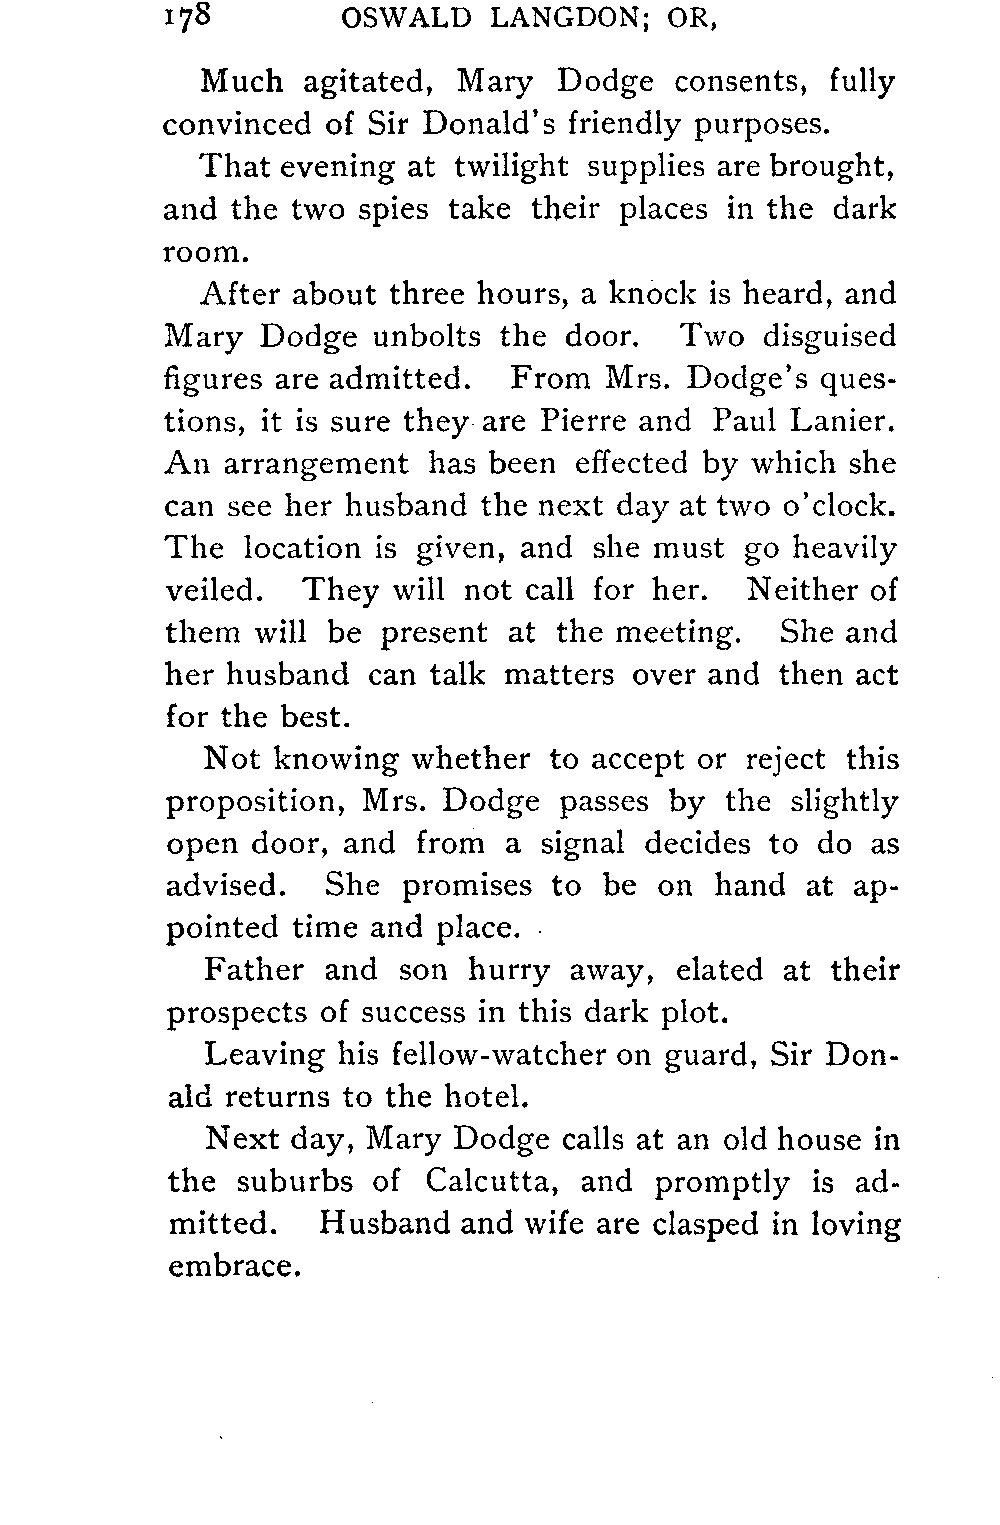 178 OSWALD LANGDON; OR,
Much agitated, Mary Dodge consents, fully
convinced of Sir Donald's friendly purposes.
That evening at twilight supplies are brought,
and the two spies take their places in the dark
room.
After about three hours, a knock is heard, and
Mary Dodge unbolts the door. Two disguised
figures are admitted. From Mrs. Dodge's ques-
tions, it is sure they are Pierre and Paul Lanier.
An arrangement has been effected by which she
can see her husband the next day at two o'clock.
The location is given, and she must go heavily
veiled. They will not call for her. Neither of
them will be present at the meeting. She and
her husband can talk matters over and then act
for the best.
Not knowing whether to accept or reject this
proposition, Mrs. Dodge passes by the slightly
open door, and from a signal decides to do as
advised. She promises to be on hand at ap-
pointed time and place.
Father and son hurry away, elated at their
prospects of success in this dark plot.
Leaving his fellow-watcher on guard, Sir Don-
ald returns to the hotel.
Next day, Mary Dodge calls at an old house in
the suburbs of Calcutta, and promptly is ad-
mitted. Husband and wife are clasped in loving
embrace.